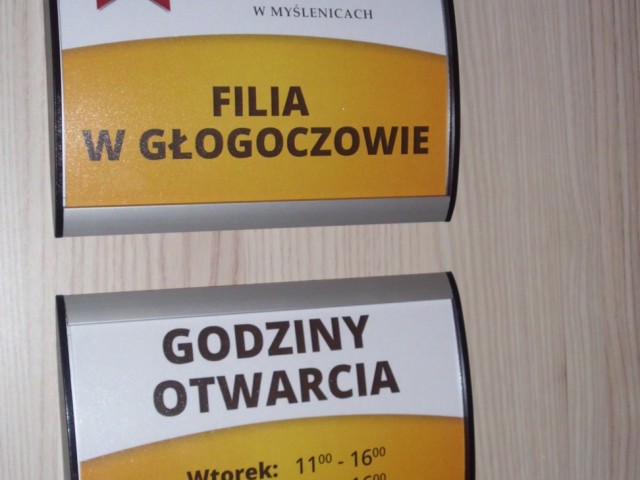 W MYŚLENICACH
FILIA
W GŁOGOCZOWIE
GODZINY
OTWARCIA
Wtorek: 11⁰⁰ - 16⁰⁰